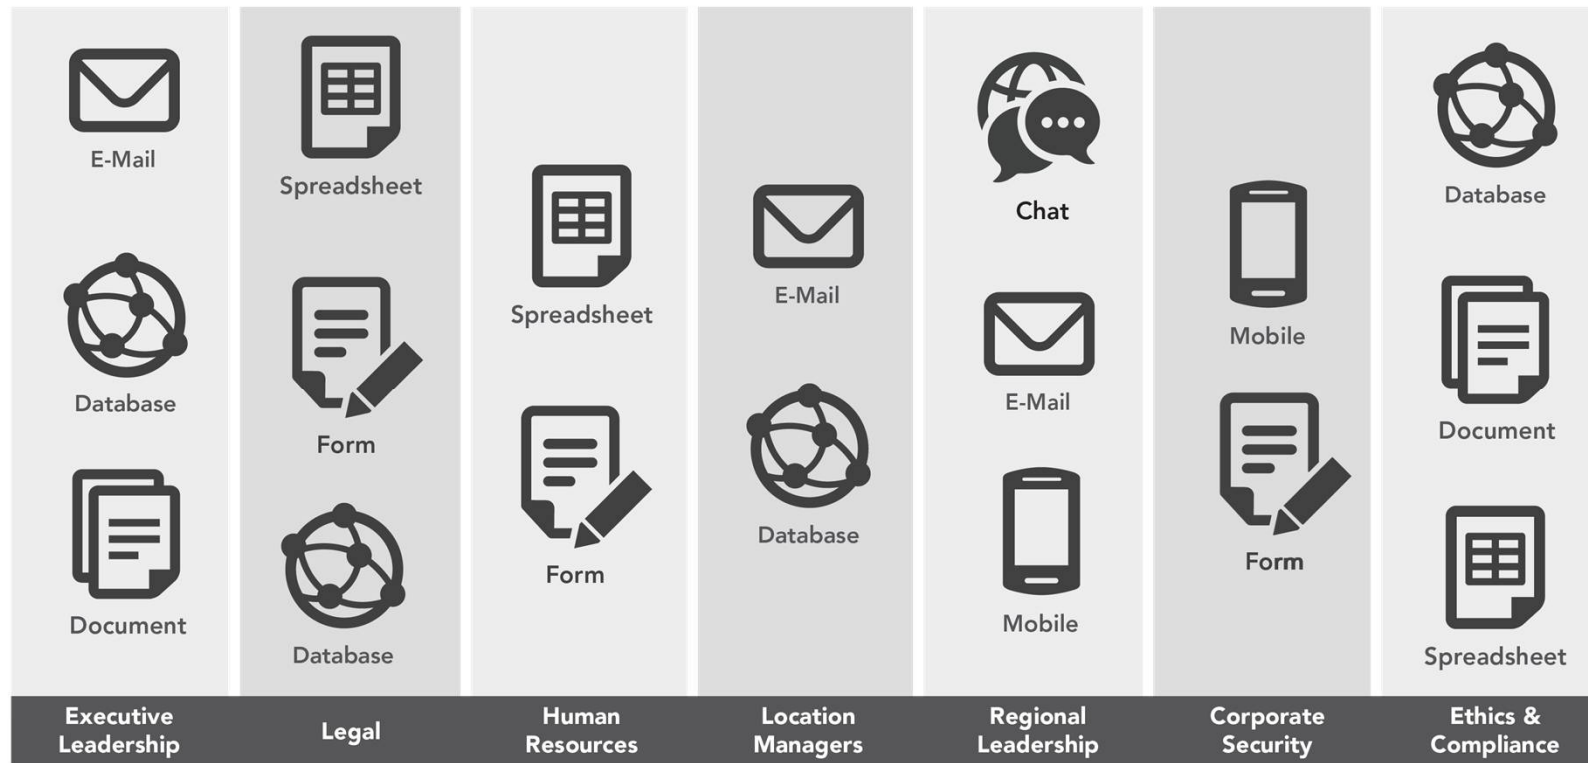 E-Mail
Database
Document
Executive
Leadership
Spreadsheet
Form
Database
Legal
Spreadsheet
Form
Human
Resources
E-Mail
Database
Location
Managers
Chat
E-Mail
Mobile
Regional
Leadership
Mobile
Form
Corporate
Security
Database
Document
Spreadsheet
Ethics &
Compliance